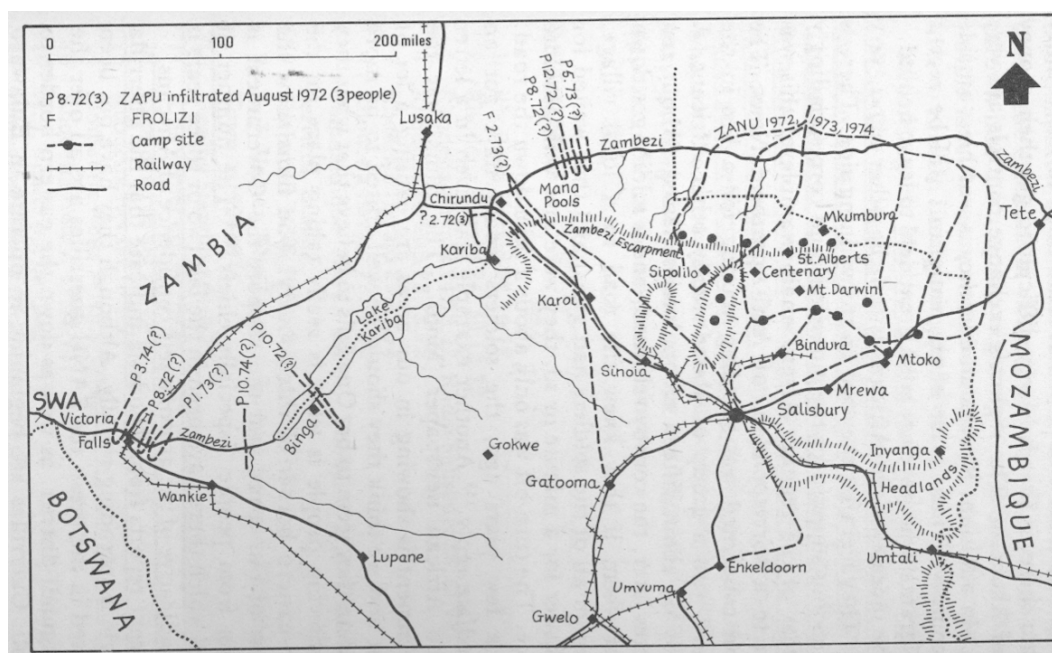 0 100 200 miles
N
P 8.72 (3) ZAPU infiltrated August 1972 (3 people)
F FROLIZI
Camp site
Railway
Road
Lusaka
F 2.73(?)
P8.72(?)
P12.72(?)
P6.73(?)
Zambezi
ZANU 1972, 1973, 1974
Zambezi
Tete
Chirundu
? 2.72(3)
Mana
Pools
Kariba
Zambezi Escarpment
Mkumbura
St. Alberts
Sipolilo
Centenary
Mt. Darwin
ZAMBIA
Lake
Kariba
Karoi
Bindura
Mtoko
Sinoia
Mrewa
Salisbury
MOZAMBIQUE
P3.74(?)
P8.72(?)
P1.73(?)
P10.74(?)
P10.72(?)
SWA
Victoria
Falls
Zambezi
Binga
Gokwe
Inyanga
Headlands
Wankie
Gatooma
BOTSWANA
Lupane
Umtali
Enkeldoorn
Umvuma
Gwelo